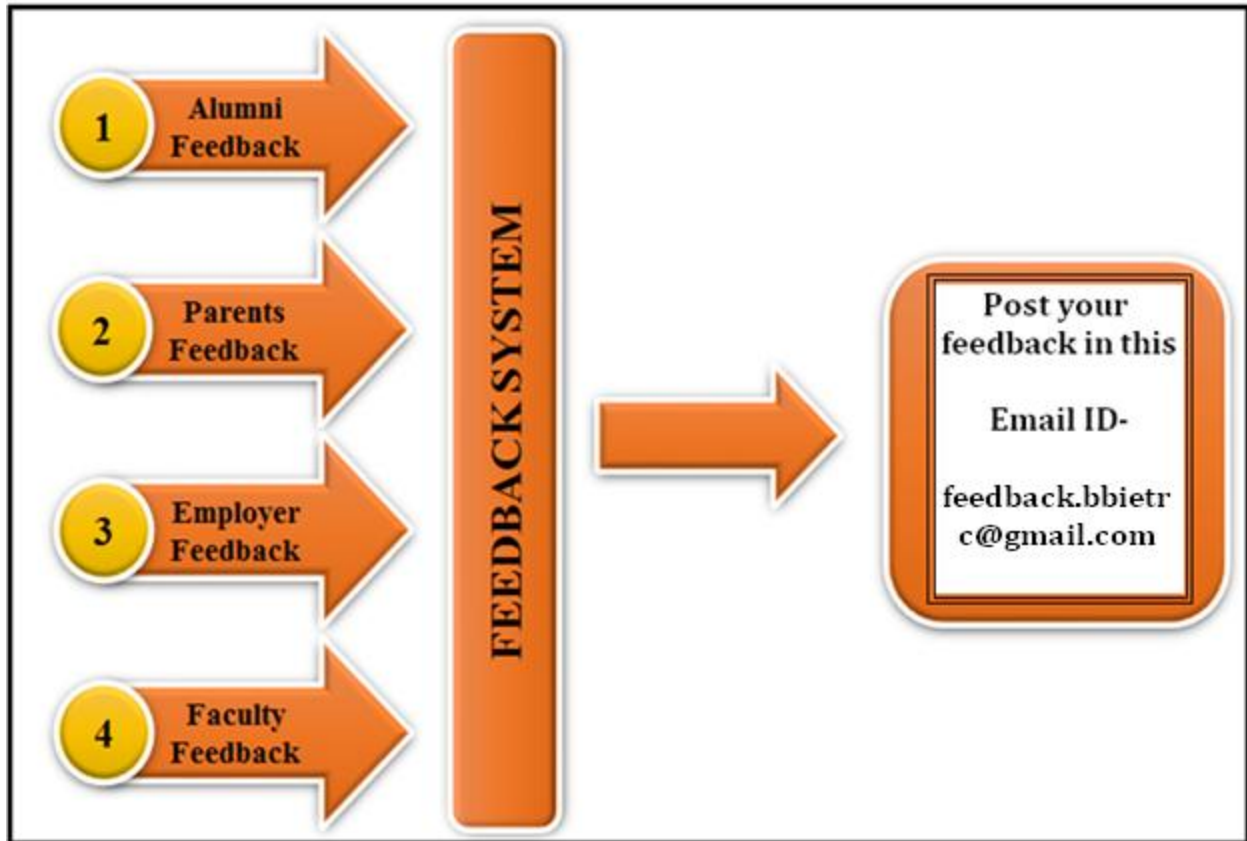 1
Alumni
Feedback
2
Parents
Feedback
3
Employer
Feedback
4
Faculty
Feedback
FEEDBACK SYSTEM
Post your
feedback in this
Email ID-
feedback.bbietr
c@gmail.com